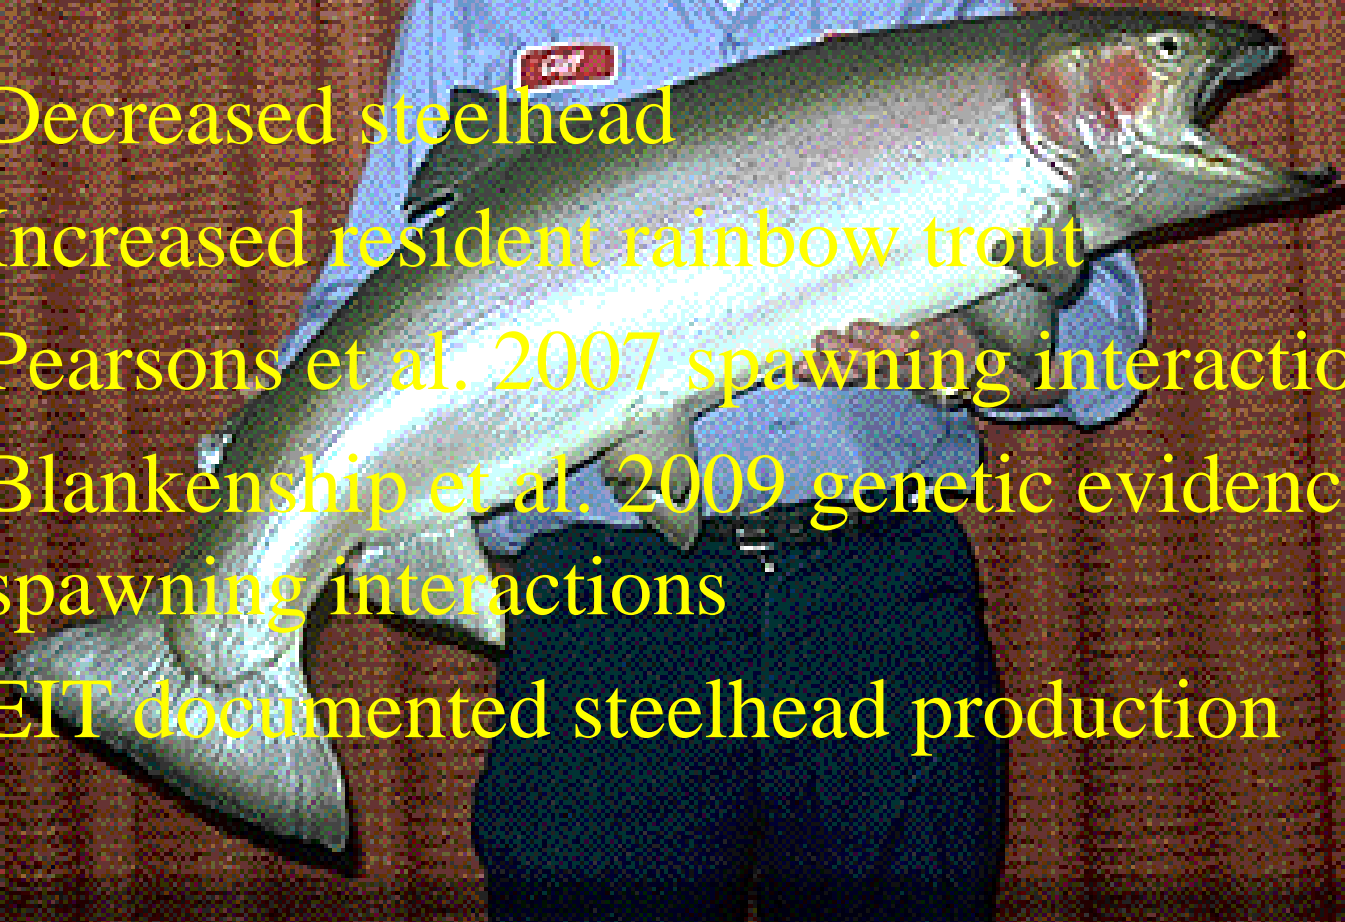 Decreased steelhead
Increased resident rainbow trout
Pearsons et al. 2007 spawning interactio
Blankenship et al. 2009 genetic evidenc
spawning interactions
EIT documented steelhead production